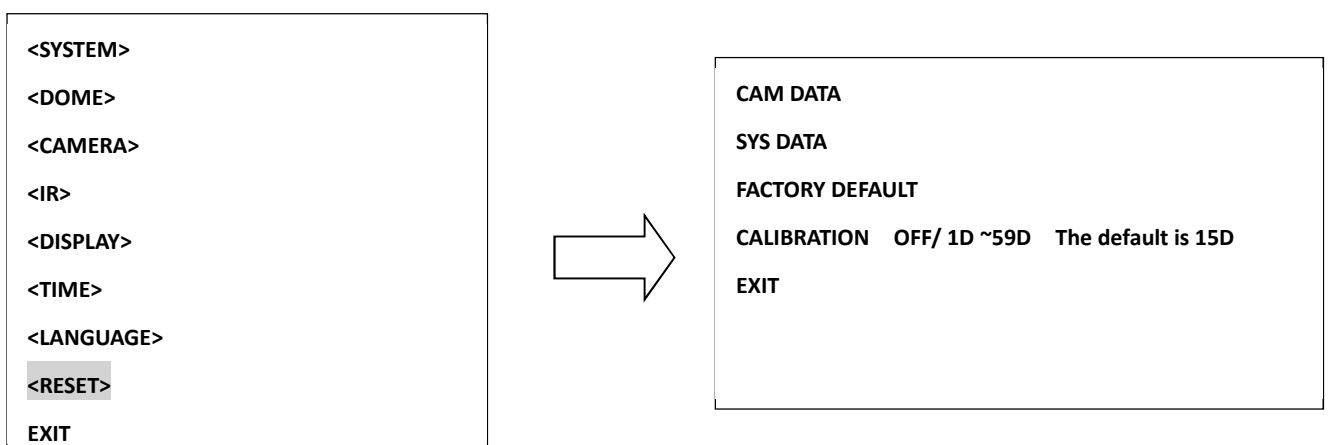 <SYSTEM>
<DOME>
<CAMERA>
<IR>
<DISPLAY>
<TIME>
<LANGUAGE>
<RESET>
EXIT
CAM DATA
SYS DATA
FACTORY DEFAULT
CALIBRATION OFF/ 1D ~59D The default is 15D
EXIT